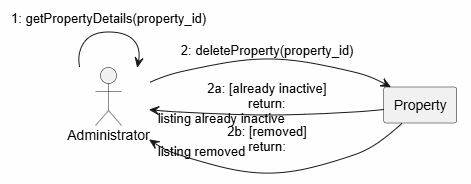 1: getPropertyDetails(property_id)
2: deleteProperty(property_id)
2a: [already inactive]
return:
listing already inactive
Property
Administrator
2b: [removed]
return:
listing removed